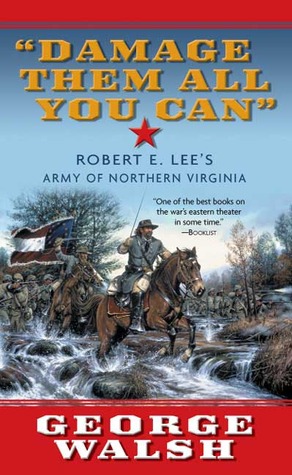 "DAMAGE
THEM ALL
YOU CAN"
ROBERT E. LEE'S
ARMY OF NORTHERN VIRGINIA
"One of the best books on
the war's eastern theater
in some time."
—BOOKLIST
GEORGE
WALSH